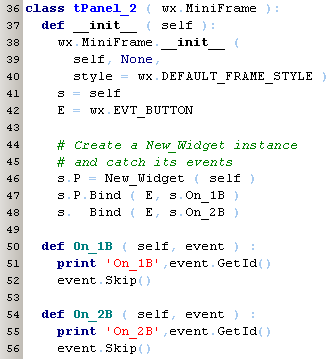 36 class tPanel_2 ( wx.MiniFrame ):
37   def __init__ ( self ):
38     wx.MiniFrame.__init__ (
39       self, None,
40       style = wx.DEFAULT_FRAME_STYLE )
41     s = self
42     E = wx.EVT_BUTTON
43
44     # Create a New_Widget instance
45     # and catch its events
46     s.P = New_Widget ( self )
47     s.P.Bind ( E, s.On_1B )
48     s.  Bind ( E, s.On_2B )
49
50   def On_1B ( self, event ) :
51     print 'On_1B',event.GetId()
52     event.Skip()
53
54   def On_2B ( self, event ) :
55     print 'On_2B',event.GetId()
56     event.Skip()